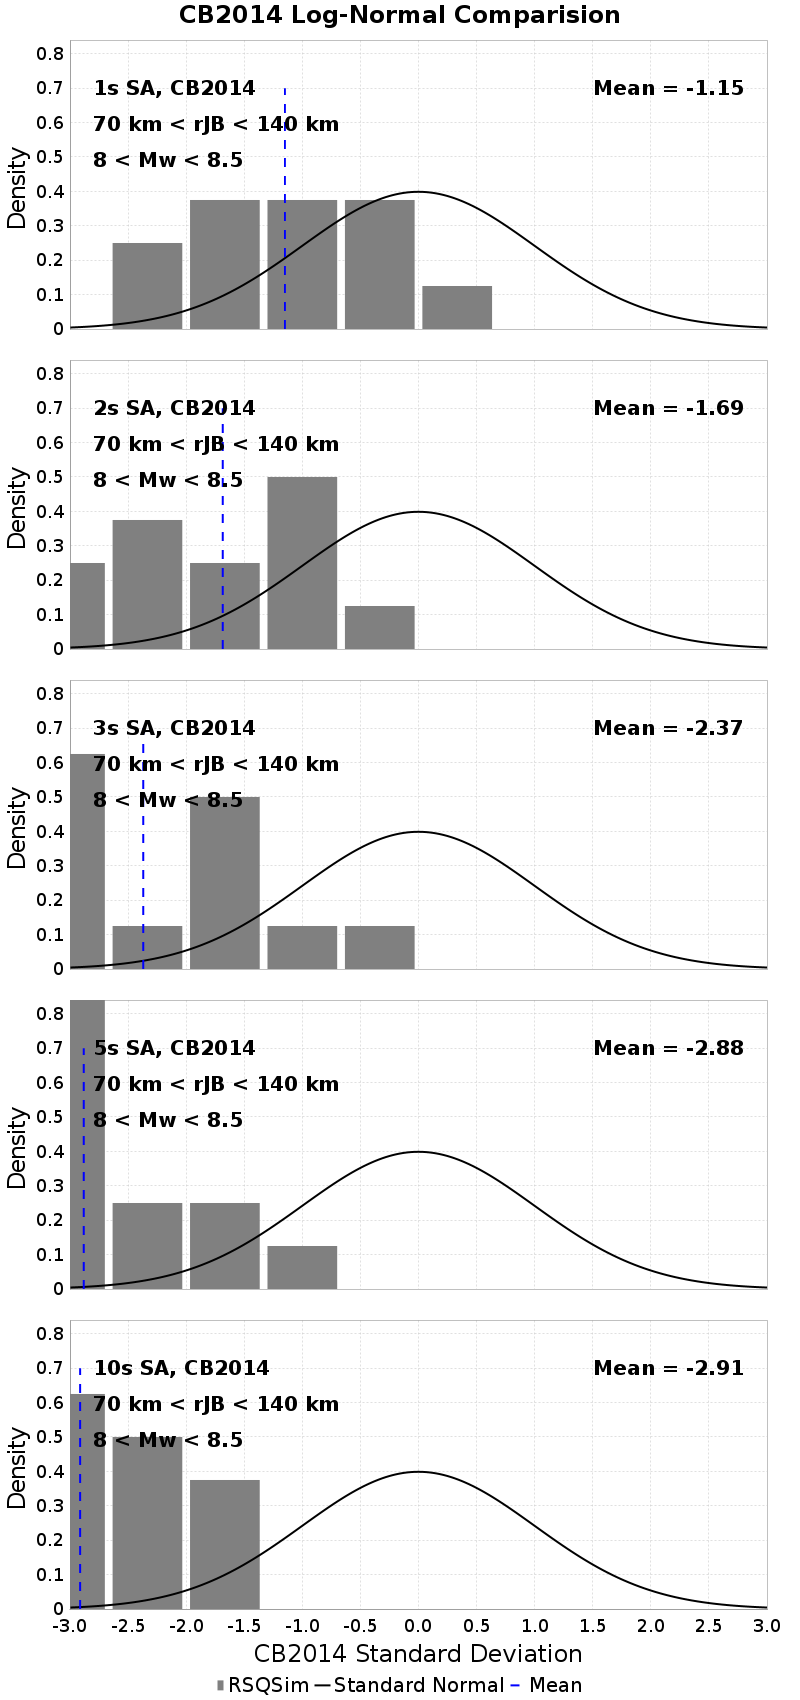 CB2014 Log-Normal Comparision
0.8
0.7
0.6
0.5
0.4
0.3
0.2
0.1
0
Density
1s SA, CB2014
70 km < rJB < 140 km
8 < Mw < 8.5
Mean = -1.15
0.8
0.7
0.6
0.5
0.4
0.3
0.2
0.1
0
Density
2s SA, CB2014
70 km < rJB < 140 km
8 < Mw < 8.5
Mean = -1.69
0.8
0.7
0.6
0.5
0.4
0.3
0.2
0.1
0
Density
3s SA, CB2014
70 km < rJB < 140 km
8 < Mw < 8.5
Mean = -2.37
0.8
0.7
0.6
0.5
0.4
0.3
0.2
0.1
0
Density
5s SA, CB2014
70 km < rJB < 140 km
8 < Mw < 8.5
Mean = -2.88
0.8
0.7
0.6
0.5
0.4
0.3
0.2
0.1
0
Density
10s SA, CB2014
70 km < rJB < 140 km
8 < Mw < 8.5
Mean = -2.91
-3.0 -2.5 -2.0 -1.5 -1.0 -0.5 0.0 0.5 1.0 1.5 2.0 2.5 3.0
CB2014 Standard Deviation
RSQSim Standard Normal Mean